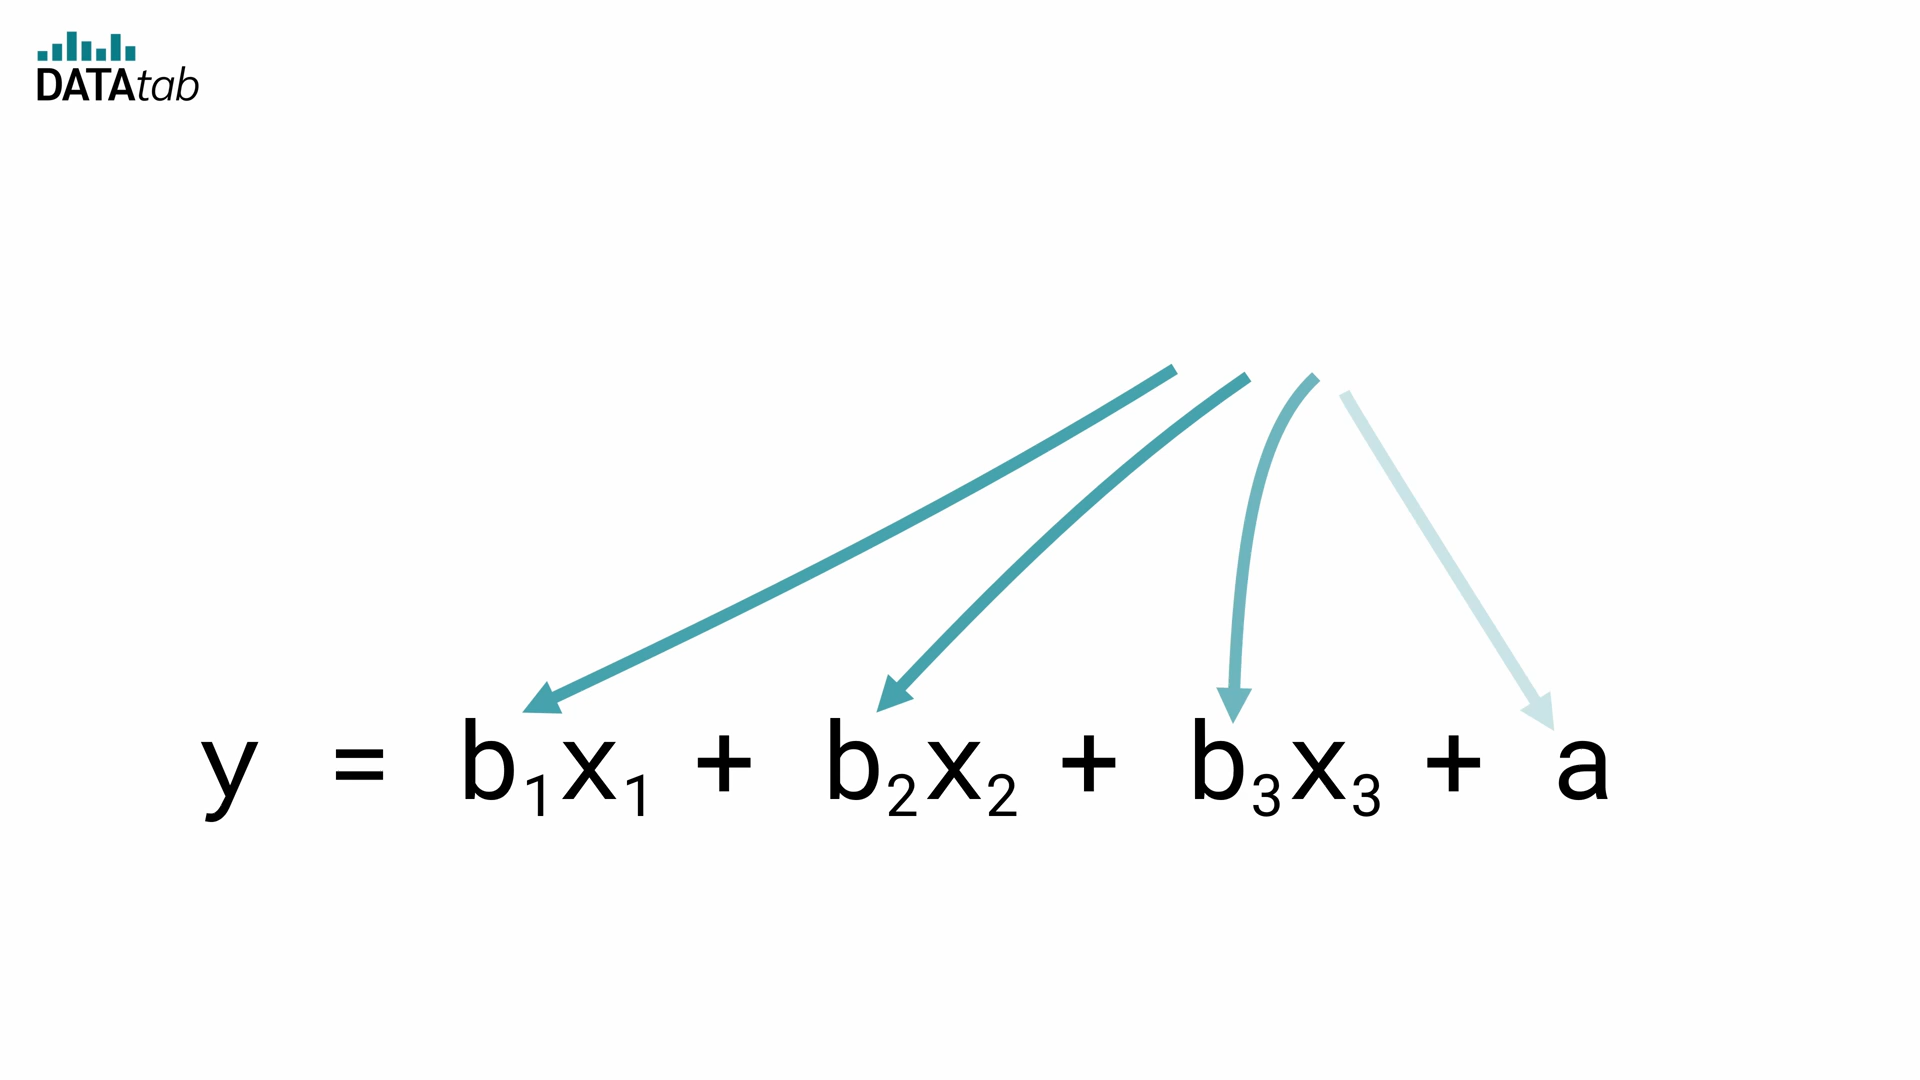 DATAtab
y = b₁x₁ + b₂x₂ + b₃x₃ + a